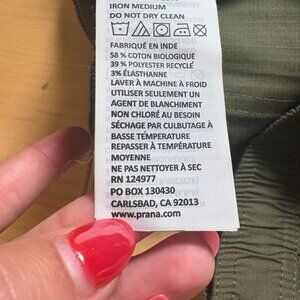 IRON MEDIUM
DO NOT DRY CLEAN
FABRIQUÉ EN INDE
58 % COTON BIOLOGIQUE
39 % POLYESTER RECYCLÉ
3% ÉLASTHANNE
LAVER À MACHINE À FROID
UTILISER SEULEMENT UN
AGENT DE BLANCHIMENT
NON CHLORÉ AU BESOIN
SÉCHAGE PAR CULBUTAGE À
BASSE TEMPÉRATURE
REPASSER À TEMPÉRATURE
MOYENNE
NE PAS NETTOYER À SEC
RN 124977
PO BOX 130430
CARLSBAD, CA 92013
www.prana.com